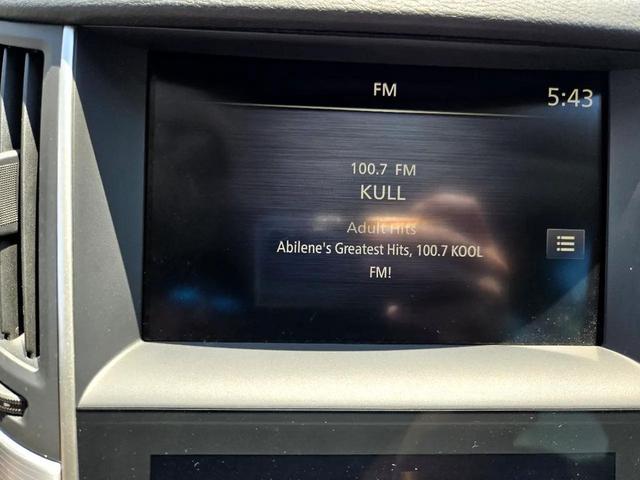 FM
5:43
100.7 FM
KULL
Adult Hits
Abilene's Greatest Hits, 100.7 KOOL
FM!